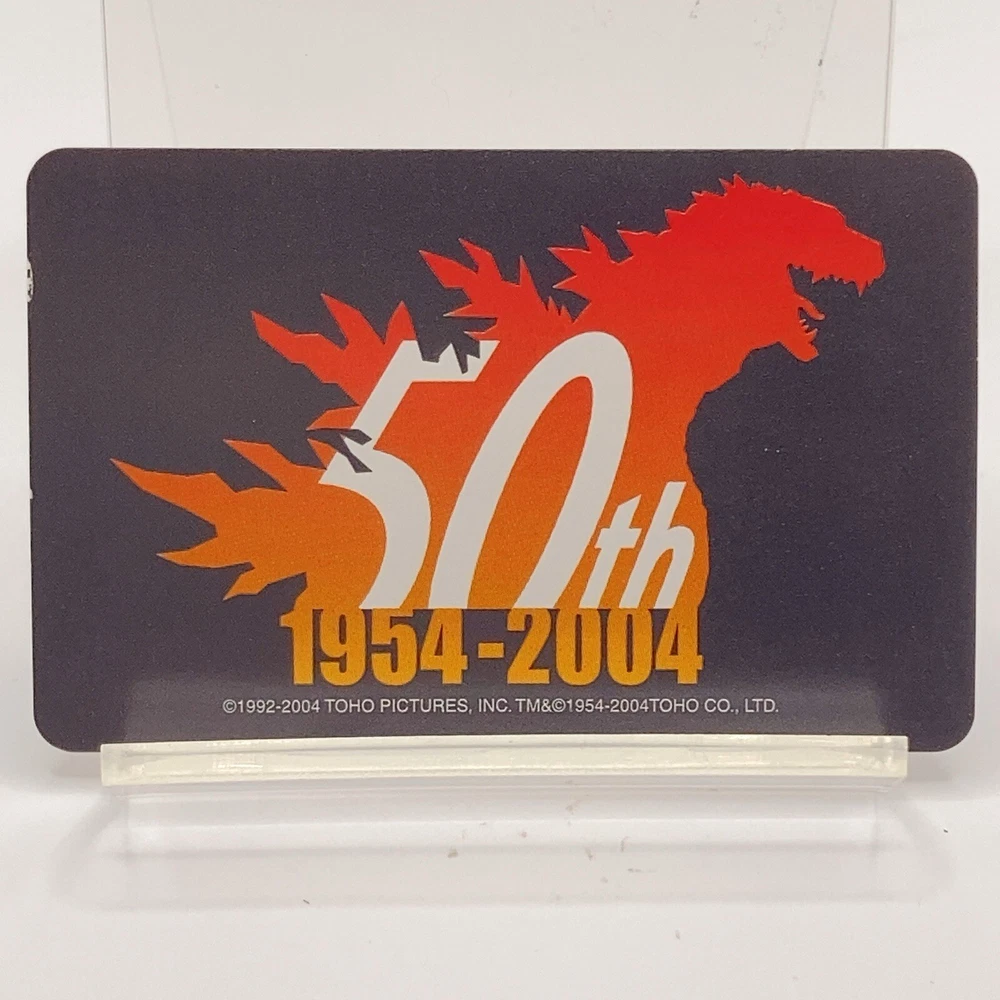 50th
1954-2004
©1992-2004 TOHO PICTURES, INC. TM&©1954-2004TOHO CO., LTD.